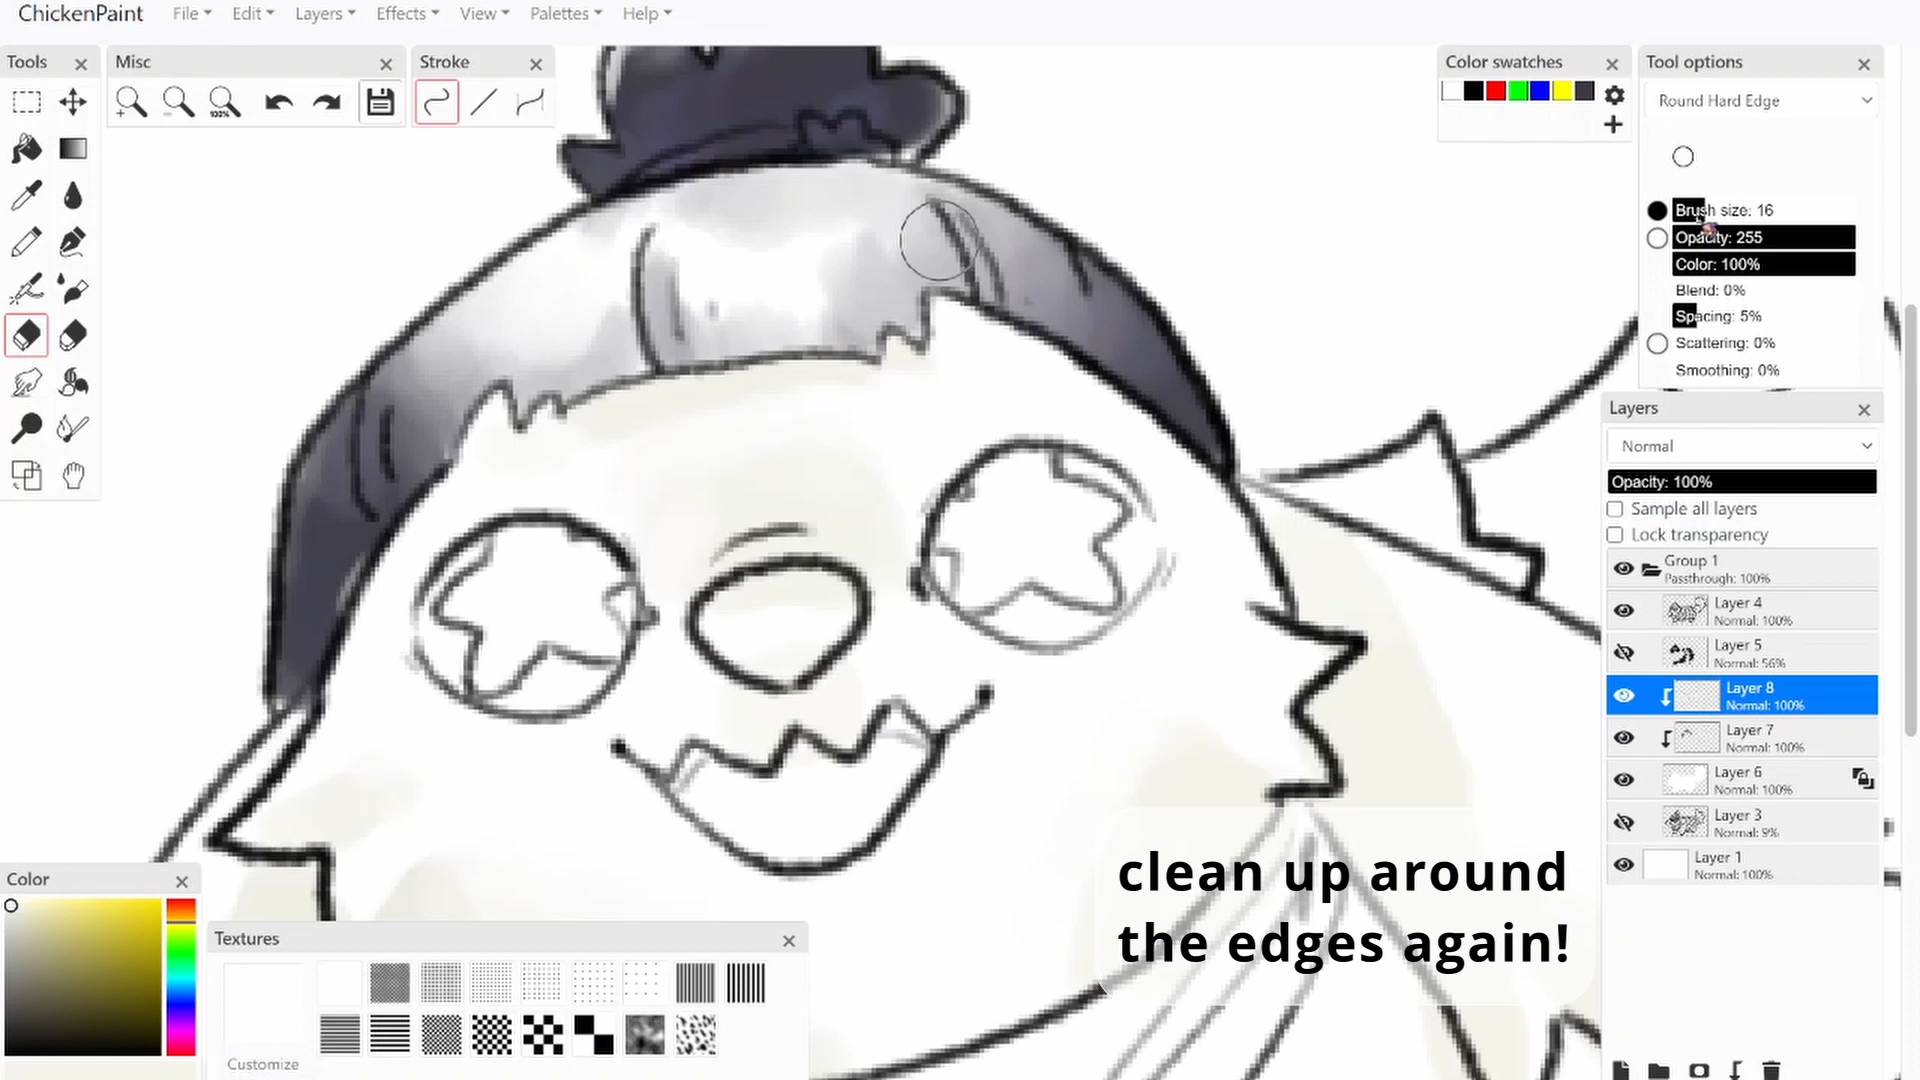 ChickenPaint File Edit Layers Effects View Palettes Help
Tools
Misc
100%
Stroke
Color swatches
Tool options
Round Hard Edge
Brush size: 16
Opacity: 255
Color: 100%
Blend: 0%
Spacing: 5%
Scattering: 0%
Smoothing: 0%
Layers
Normal
Opacity: 100%
Sample all layers
Lock transparency
Group 1
Passthrough: 100%
Layer 4
Normal: 100%
Layer 5
Normal: 56%
Layer 8
Normal: 100%
Layer 7
Normal: 100%
Layer 6
Normal: 100%
Layer 3
Normal: 9%
Layer 1
Normal: 100%
Color
Textures
Customize
clean up around
the edges again!